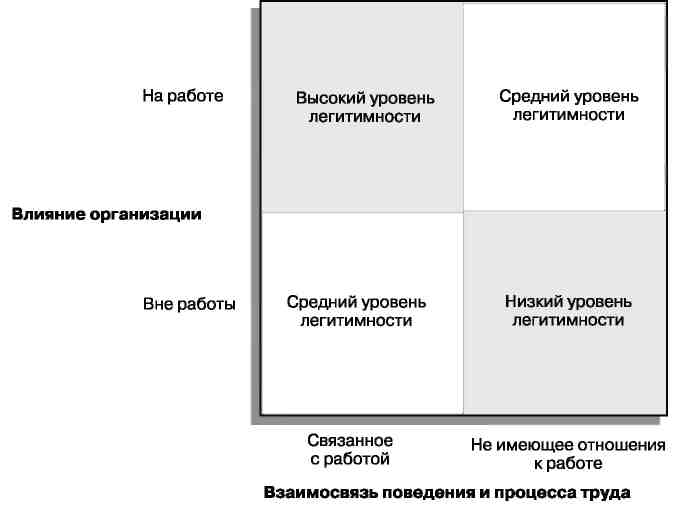 На работе
Высокий уровень
легитимности
Средний уровень
легитимности
Влияние организации
Вне работы
Средний уровень
легитимности
Низкий уровень
легитимности
Связанное
с работой
Не имеющее отношения
к работе
Взаимосвязь поведения и процесса труда